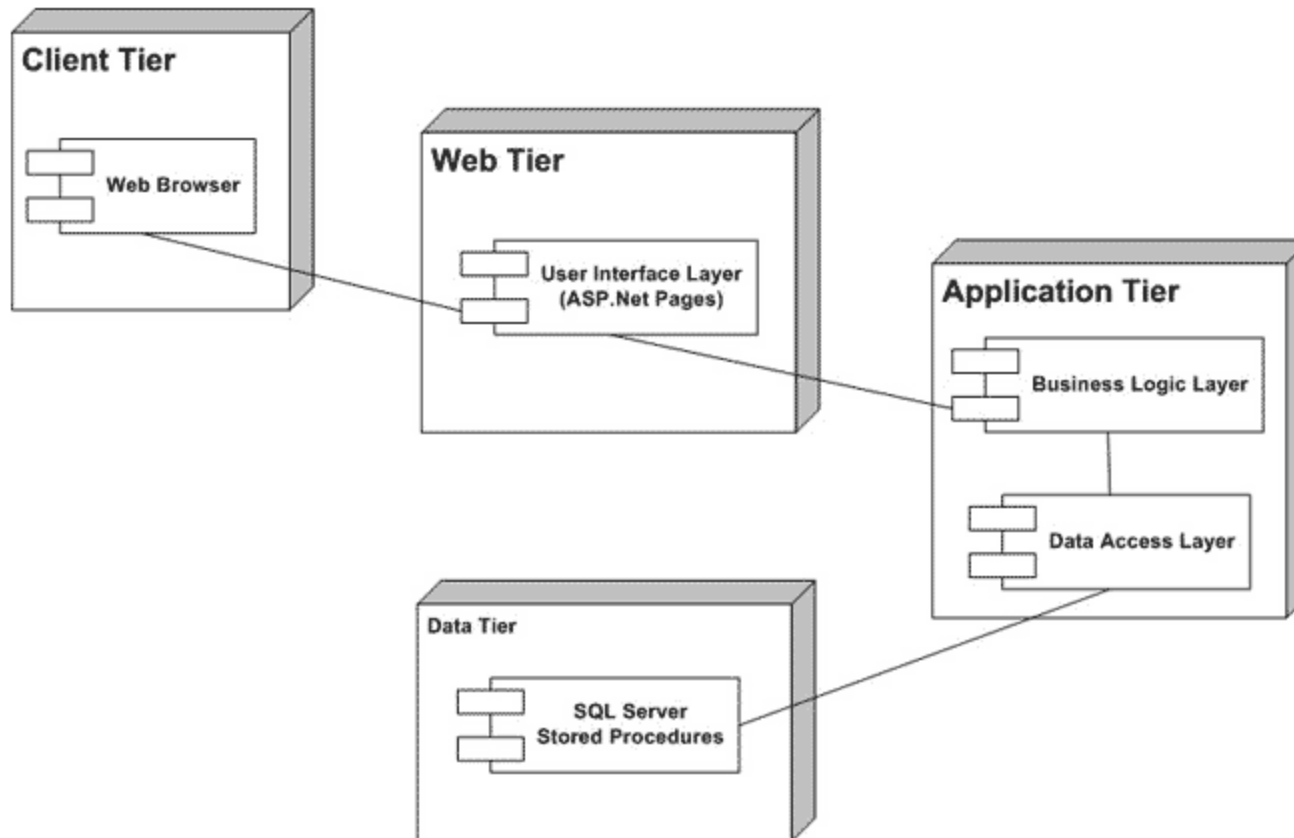 Client Tier
Web Browser
Web Tier
User Interface Layer
(ASP.Net Pages)
Application Tier
Business Logic Layer
Data Access Layer
Data Tier
SQL Server
Stored Procedures